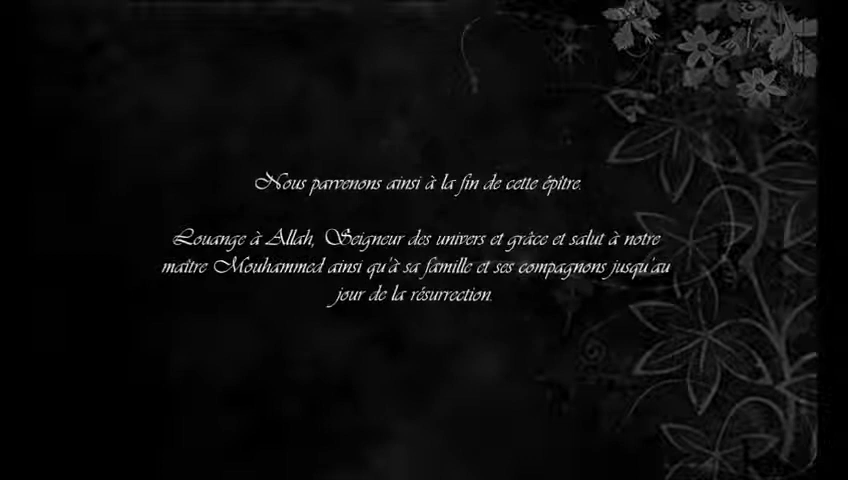 Nous parvenons ainsi à la fin de cette épître.
Louange à Allah, Seigneur des univers et grâce et salut à notre
maître Mouhammed ainsi qu'à sa famille et ses compagnons jusqu'au
jour de la résurrection.